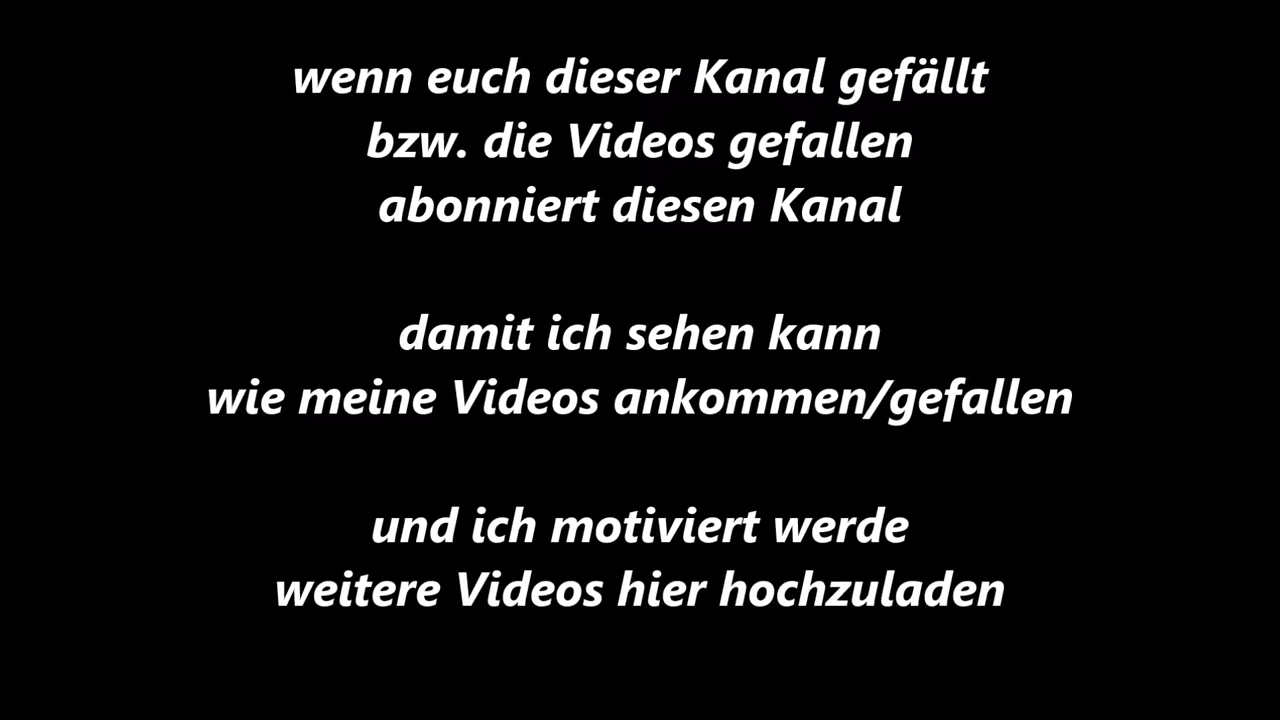 wenn euch dieser Kanal gefällt
bzw. die Videos gefallen
abonniert diesen Kanal
damit ich sehen kann
wie meine Videos ankommen/gefallen
und ich motiviert werde
weitere Videos hier hochzuladen